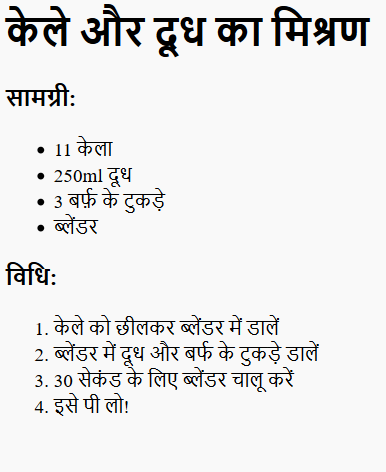 केले और दूध का मिश्रण
सामग्री:
• 11 केला
• 250ml दूध
• 3 बर्फ़ के टुकड़े
• ब्लेंडर
विधि:
1. केले को छीलकर ब्लेंडर में डालें
2. ब्लेंडर में दूध और बर्फ के टुकड़े डालें
3. 30 सेकंड के लिए ब्लेंडर चालू करें
4. इसे पी लो!